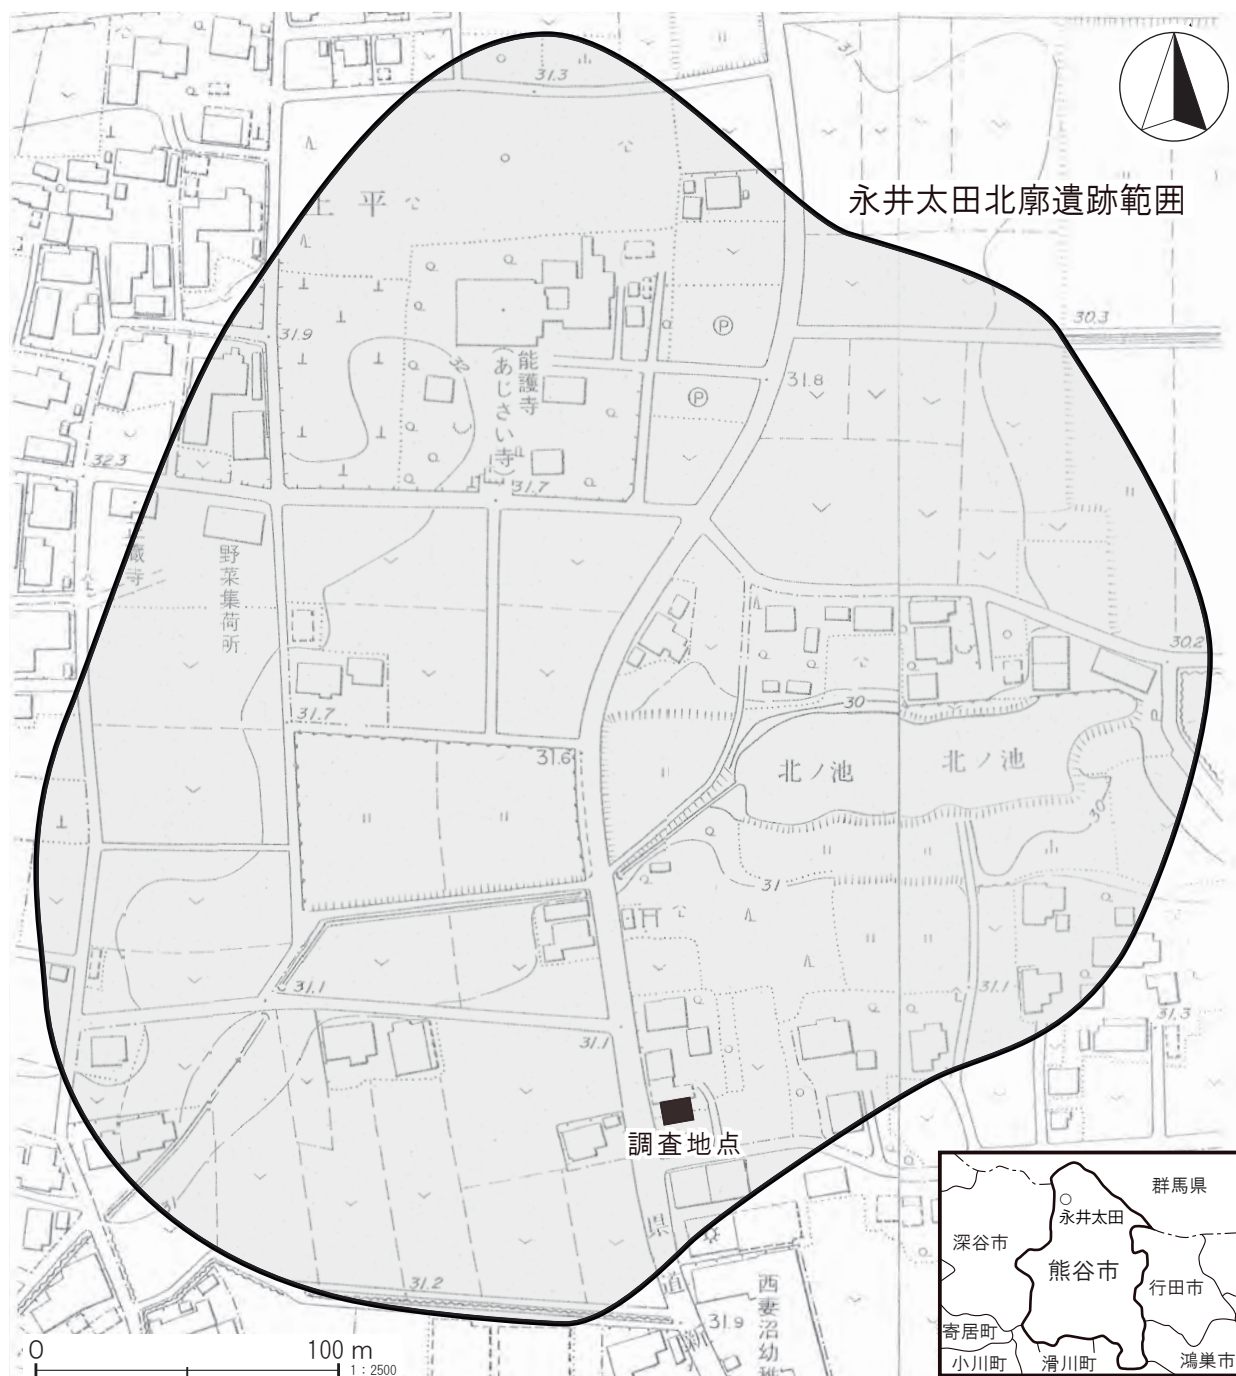 31.3
永井太田北廓遺跡範囲
平
30.3
31.9
32
能護寺
(あじさい寺)
P
31.8
P
32.3
31.7
野菜集荷所
30.2
31.7
30
31.6
北ノ池
北ノ池
30
31
31.1
31.1
31.3
31.1
調査地点
県
道
31
31.2
31.9
西妻沼幼稚
0
100 m
1:2500
群馬県
永井太田
深谷市
熊谷市
行田市
寄居町
小川町
滑川町
鴻巣市